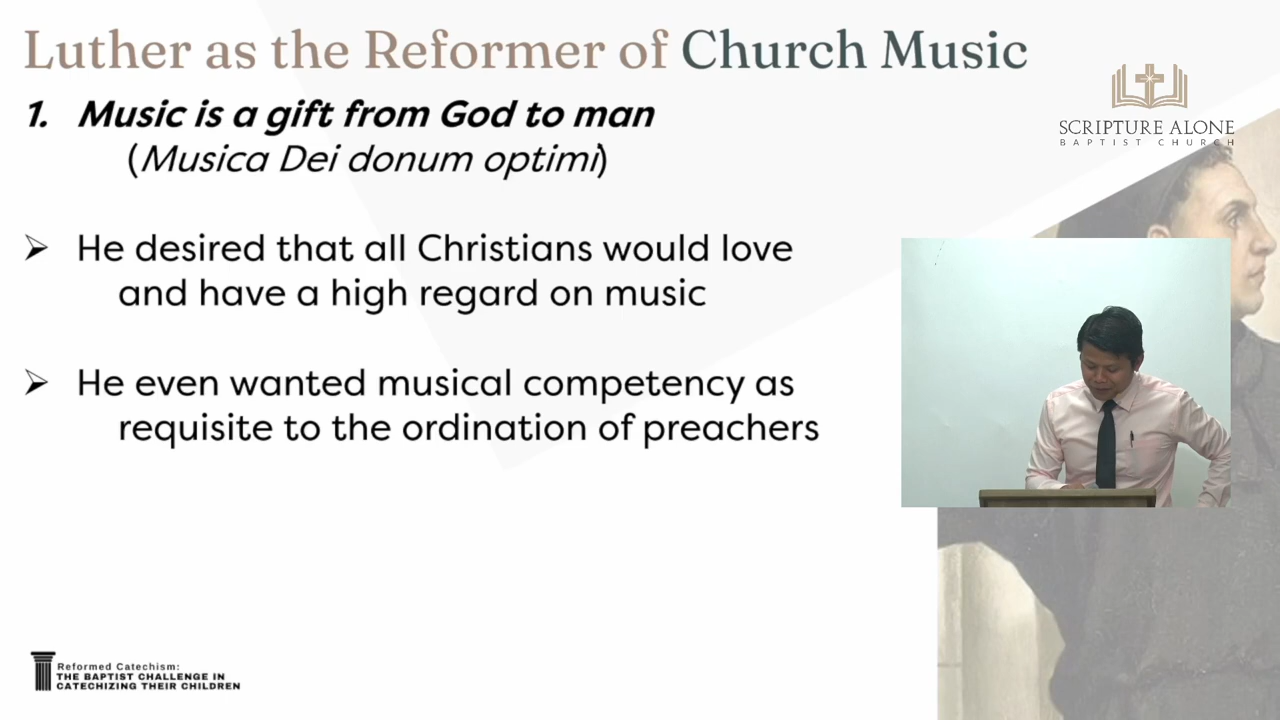 Luther as the Reformer of Church Music
1. Music is a gift from God to man
(Musica Dei donum optimi)
➢ He desired that all Christians would love
and have a high regard on music
➢ He even wanted musical competency as
requisite to the ordination of preachers
SCRIPTURE ALONE
BAPTIST CHURCH
Reformed Catechism:
THE BAPTIST CHALLENGE IN
CATECHIZING THEIR CHILDREN